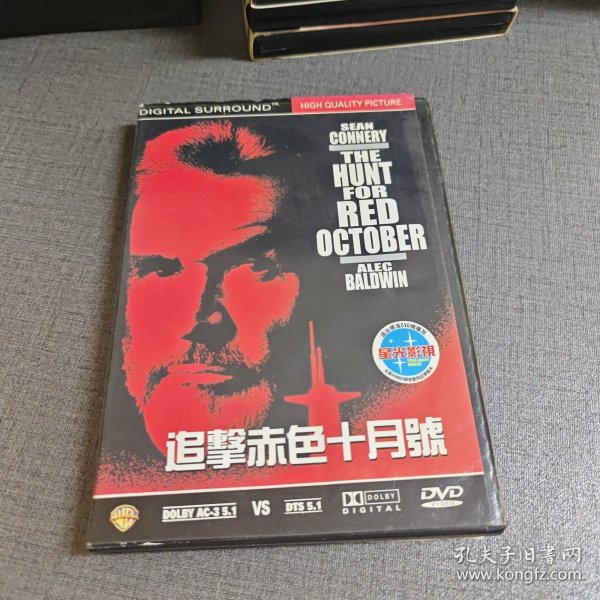 DIGITAL SURROUND™
HIGH QUALITY PICTURE
SEAN
CONNERY
THE
HUNT
FOR
RED
OCTOBER
ALEC
BALDWIN
星光影視
追擊赤色十月號
WB
DOLBY AC-3 5.1
VS
DTS 5.1
DOLBY
DIGITAL
DVD
VIDEO
孔夫子旧书网
www.kongfz.com